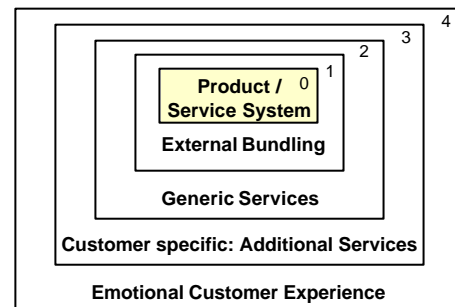 4
3
2
1
Product / 0
Service System
External Bundling
Generic Services
Customer specific: Additional Services
Emotional Customer Experience